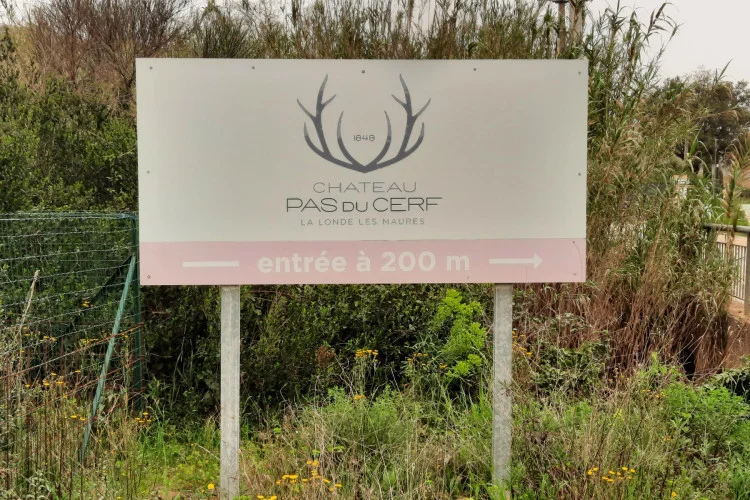 1848
CHATEAU
PAS DU CERF
LA LONDE LES MAURES
entrée à 200 m